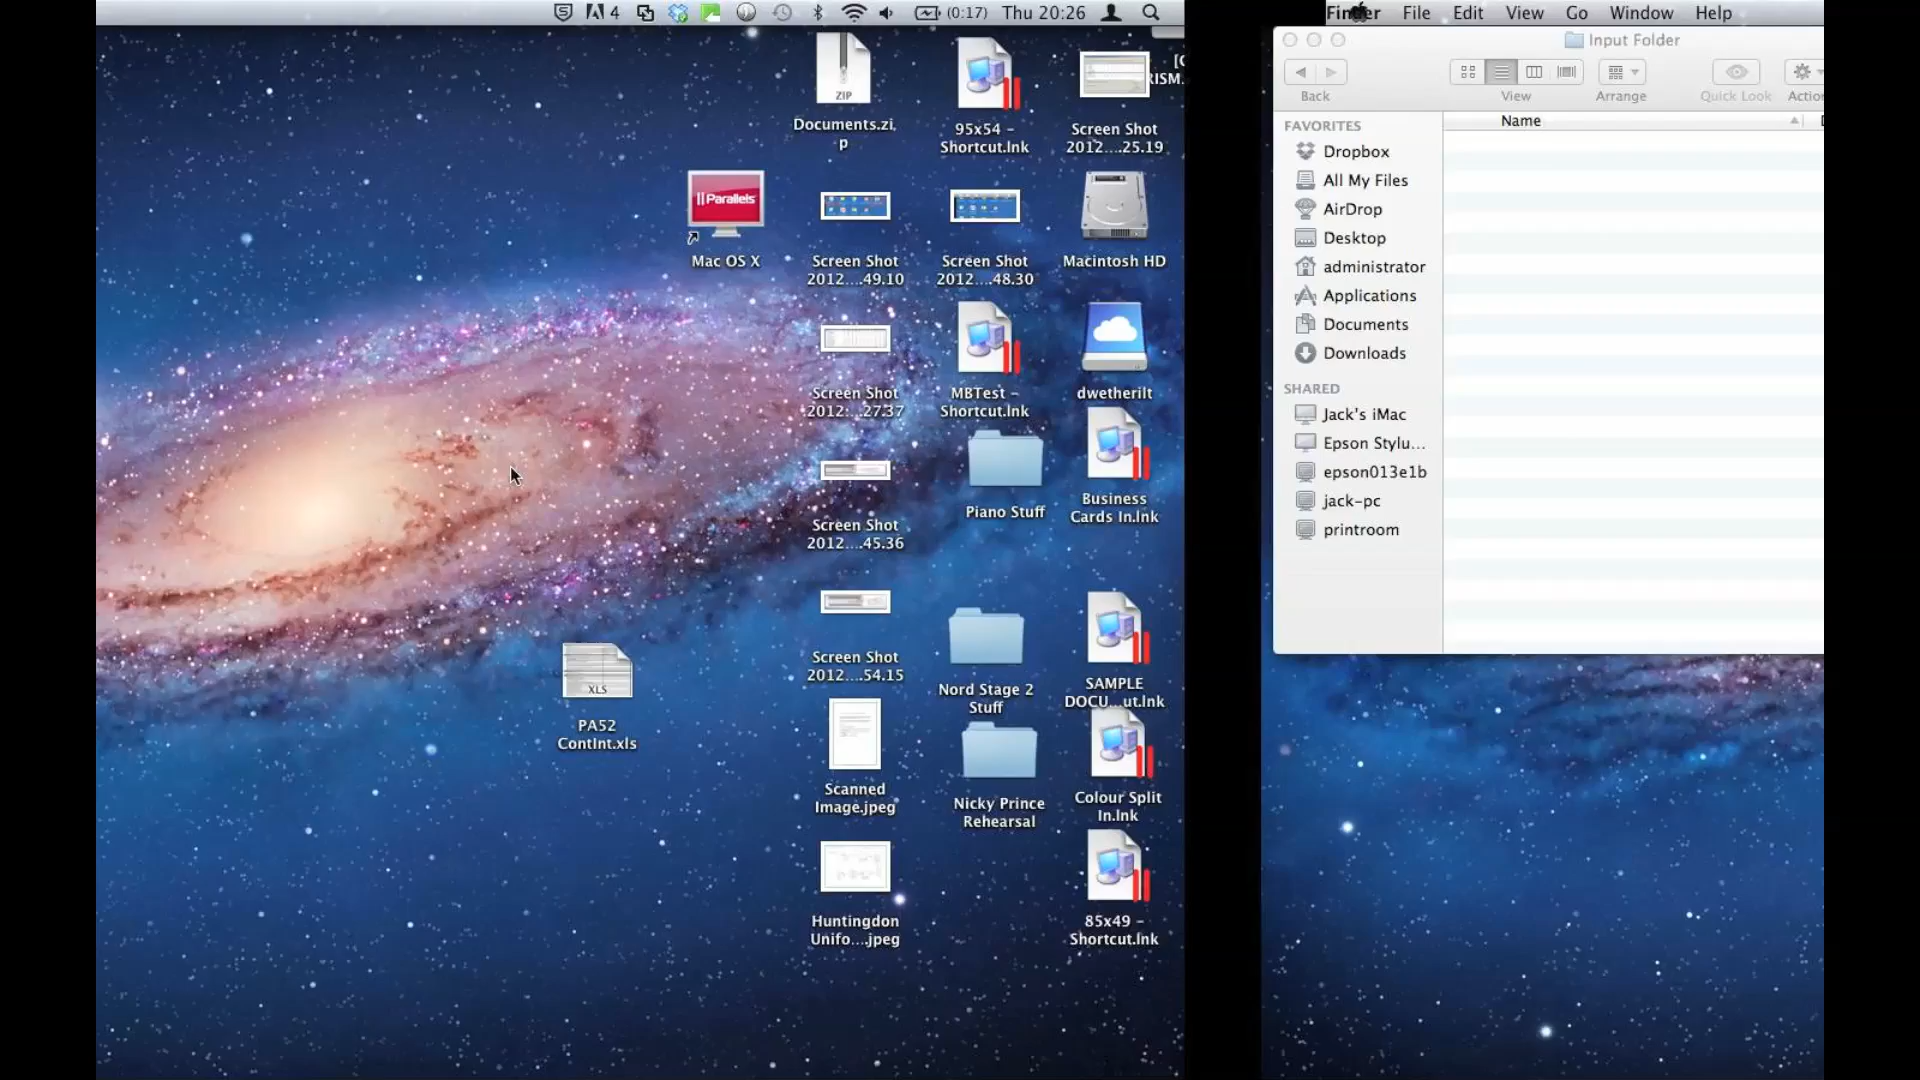 4
(0:17)
Thu 20:26
Finder
File
Edit
View
Go
Window
Help
ZIP
Documents.zi
p
95x54 -
Shortcut.lnk
Screen Shot
2012....25.19
RISM.
Parallels
Mac OS X
Screen Shot
2012....49.10
Screen Shot
2012....48.30
Macintosh HD
Screen Shot
2012:...27.37
MBTest -
Shortcut.lnk
dwetherilt
Screen Shot
2012....45.36
Piano Stuff
Business
Cards In.lnk
Screen Shot
2012....54.15
Nord Stage 2
Stuff
SAMPLE
DOCU...ut.lnk
XLS
PA52
ContInt.xls
Scanned
Image.jpeg
Nicky Prince
Rehearsal
Colour Split
In.lnk
Huntingdon
Unifo....jpeg
85x49 -
Shortcut.lnk
Input Folder
Back
View
Arrange
Quick Look
Actio
FAVORITES
Name
Dropbox
All My Files
AirDrop
Desktop
administrator
Applications
Documents
Downloads
SHARED
Jack's iMac
Epson Stylu...
epson013e1b
jack-pc
printroom